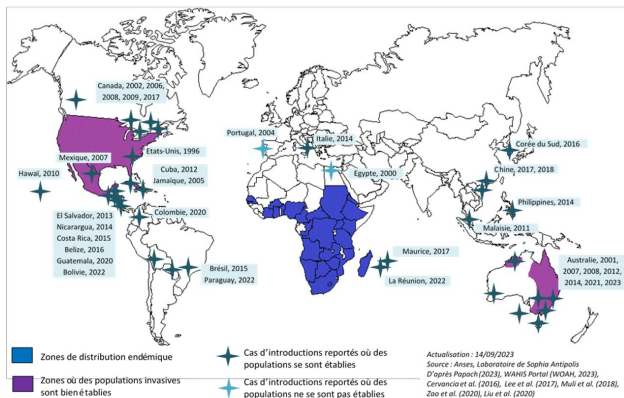 Canada, 2002, 2006,
2008, 2009, 2017
Portugal, 2004
Italie, 2014
Corée du Sud, 2016
Etats-Unis, 1996
Mexique, 2007
Hawaï, 2010
Cuba, 2012
Jamaïque, 2005
Egypte, 2000
Chine, 2017, 2018
Philippines, 2014
El Salvador, 2013
Nicarargua, 2014
Costa Rica, 2015
Belize, 2016
Guatemala, 2020
Bolivie, 2022
Colombie, 2020
Malaisie, 2011
Maurice, 2017
La Réunion, 2022
Brésil, 2015
Paraguay, 2022
Australie, 2001,
2007, 2008, 2012,
2014, 2021, 2023
Zones de distribution endémique
Zones où des populations invasives
sont bien établies
Cas d'introductions reportés où des
populations se sont établies
Cas d'introductions reportés où des
populations ne se sont pas établies
Actualisation : 14/09/2023
Source : Anses, Laboratoire de Sophia Antipolis
D'après Papach (2023), WAHIS Portal (WOAH, 2023),
Cervancia et al. (2016), Lee et al. (2017), Muli et al. (2018),
Zao et al. (2020), Liu et al. (2020)